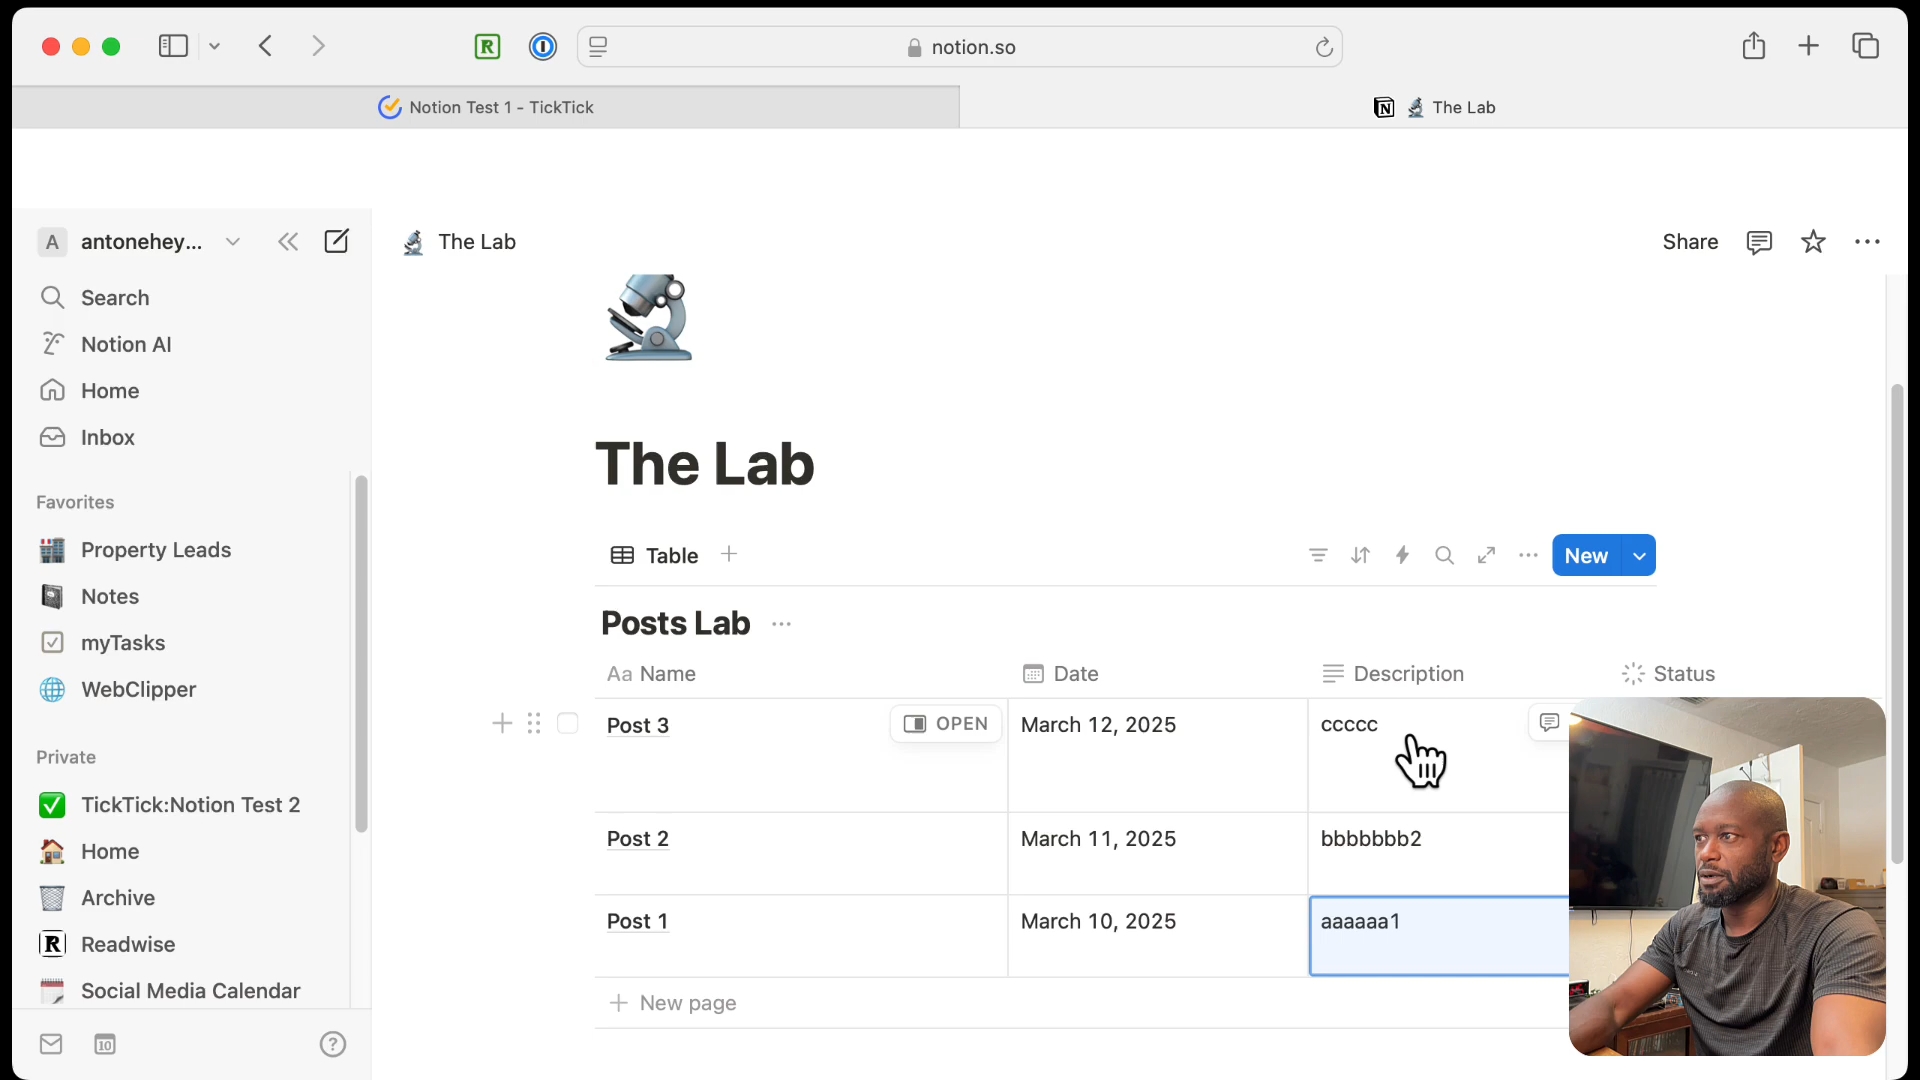 notion.so
Notion Test 1 - TickTick
The Lab
A antonehey...
The Lab
Share
Search
Notion AI
Home
Inbox
Favorites
Property Leads
Notes
myTasks
WebClipper
Private
TickTick:Notion Test 2
Home
Archive
Readwise
Social Media Calendar
10
The Lab
Table
New
Posts Lab
Aa Name Date Description Status
Post 3 OPEN March 12, 2025 ccccc
Post 2 March 11, 2025 bbbbbbb2
Post 1 March 10, 2025 aaaaaa1
New page